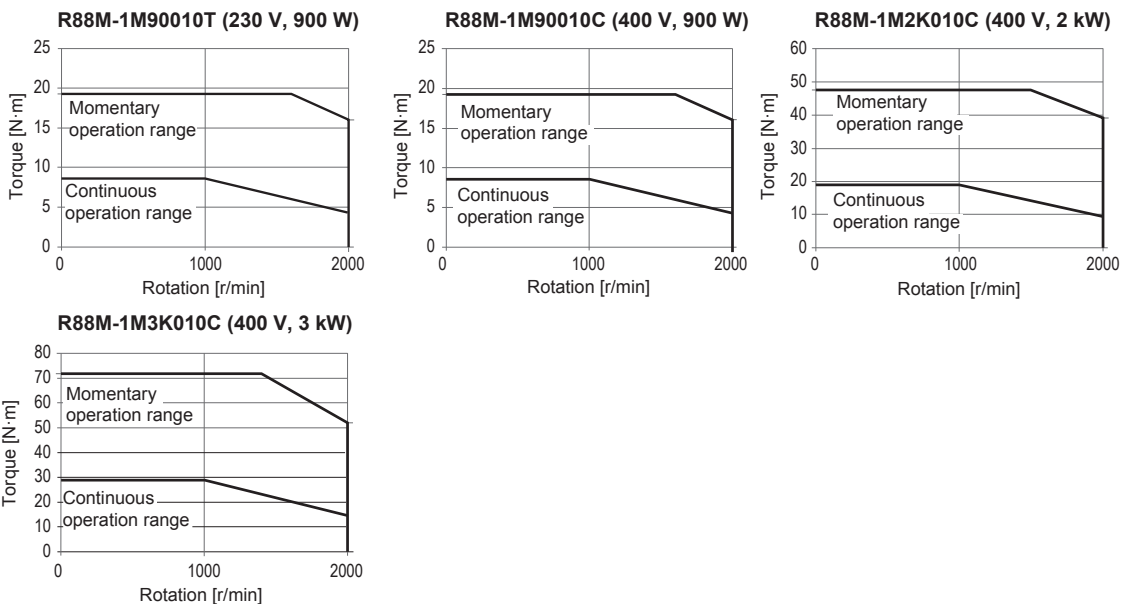 R88M-1M90010T (230 V, 900 W)
25
20
15
10
5
0
Torque [N·m]
Momentary
operation range
Continuous
operation range
0
1000
2000
Rotation [r/min]
R88M-1M90010C (400 V, 900 W)
25
20
15
10
5
0
Torque [N·m]
Momentary
operation range
Continuous
operation range
0
1000
2000
Rotation [r/min]
R88M-1M2K010C (400 V, 2 kW)
60
50
40
30
20
10
0
Torque [N·m]
Momentary
operation range
Continuous
operation range
0
1000
2000
Rotation [r/min]
R88M-1M3K010C (400 V, 3 kW)
80
70
60
50
40
30
20
10
0
Torque [N·m]
Momentary
operation range
Continuous
operation range
0
1000
2000
Rotation [r/min]